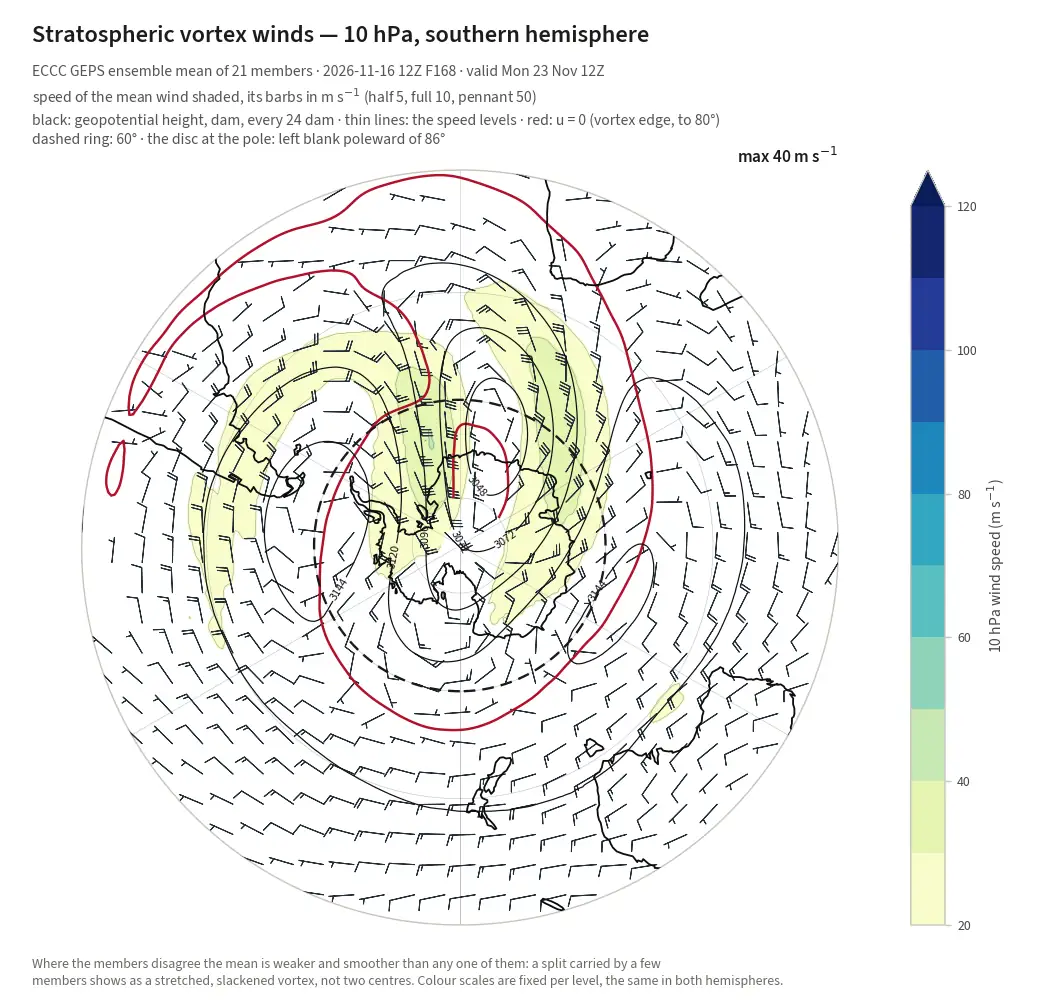 Stratospheric vortex winds — 10 hPa, southern hemisphere
ECCC GEPS ensemble mean of 21 members · 2026-11-16 12Z F168 · valid Mon 23 Nov 12Z
speed of the mean wind shaded, its barbs in m s⁻¹ (half 5, full 10, pennant 50)
black: geopotential height, dam, every 24 dam · thin lines: the speed levels · red: u = 0 (vortex edge, to 80°)
dashed ring: 60° · the disc at the pole: left blank poleward of 86°
max 40 m s⁻¹
120
100
80
60
40
20
10 hPa wind speed (m s⁻¹)
3048
3072
3144
3144
Where the members disagree the mean is weaker and smoother than any one of them: a split carried by a few
members shows as a stretched, slackened vortex, not two centres. Colour scales are fixed per level, the same in both hemispheres.